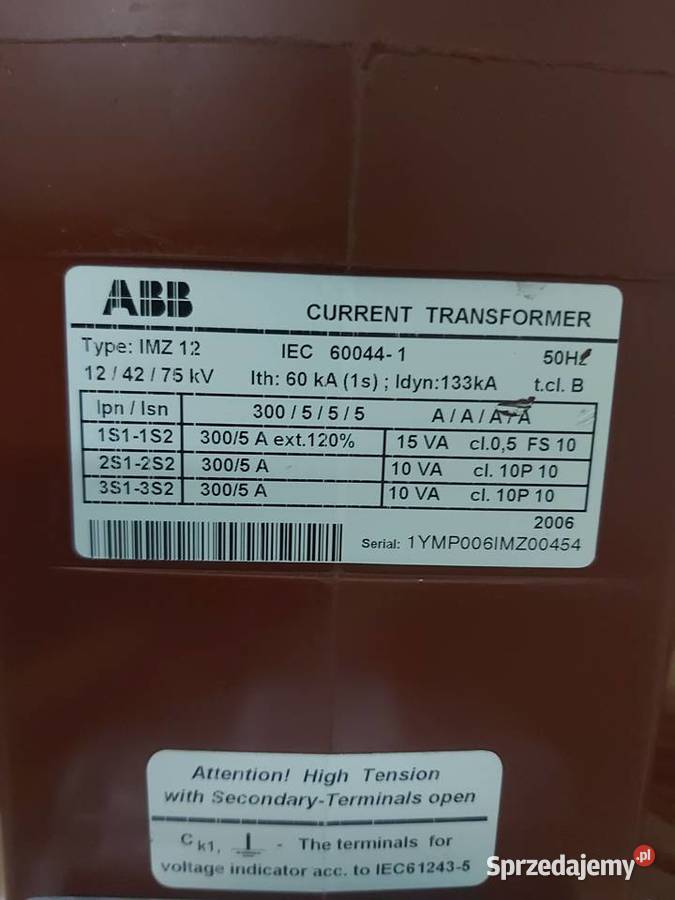 ABB
CURRENT TRANSFORMER
Type: IMZ 12 IEC 60044-1 50Hz
12 / 42 / 75 kV Ith: 60 kA (1s) ; Idyn:133kA t.cl. B
Ipn / Isn 300 / 5 / 5 / 5 A / A / A / A
1S1-1S2 300/5 A ext.120% 15 VA cl.0,5 FS 10
2S1-2S2 300/5 A 10 VA cl. 10P 10
3S1-3S2 300/5 A 10 VA cl. 10P 10
2006
Serial: 1YMP006IMZ00454
Attention! High Tension
with Secondary-Terminals open
Ck1, ⏚ - The terminals for
voltage indicator acc. to IEC61243-5
Sprzedajemy.pl